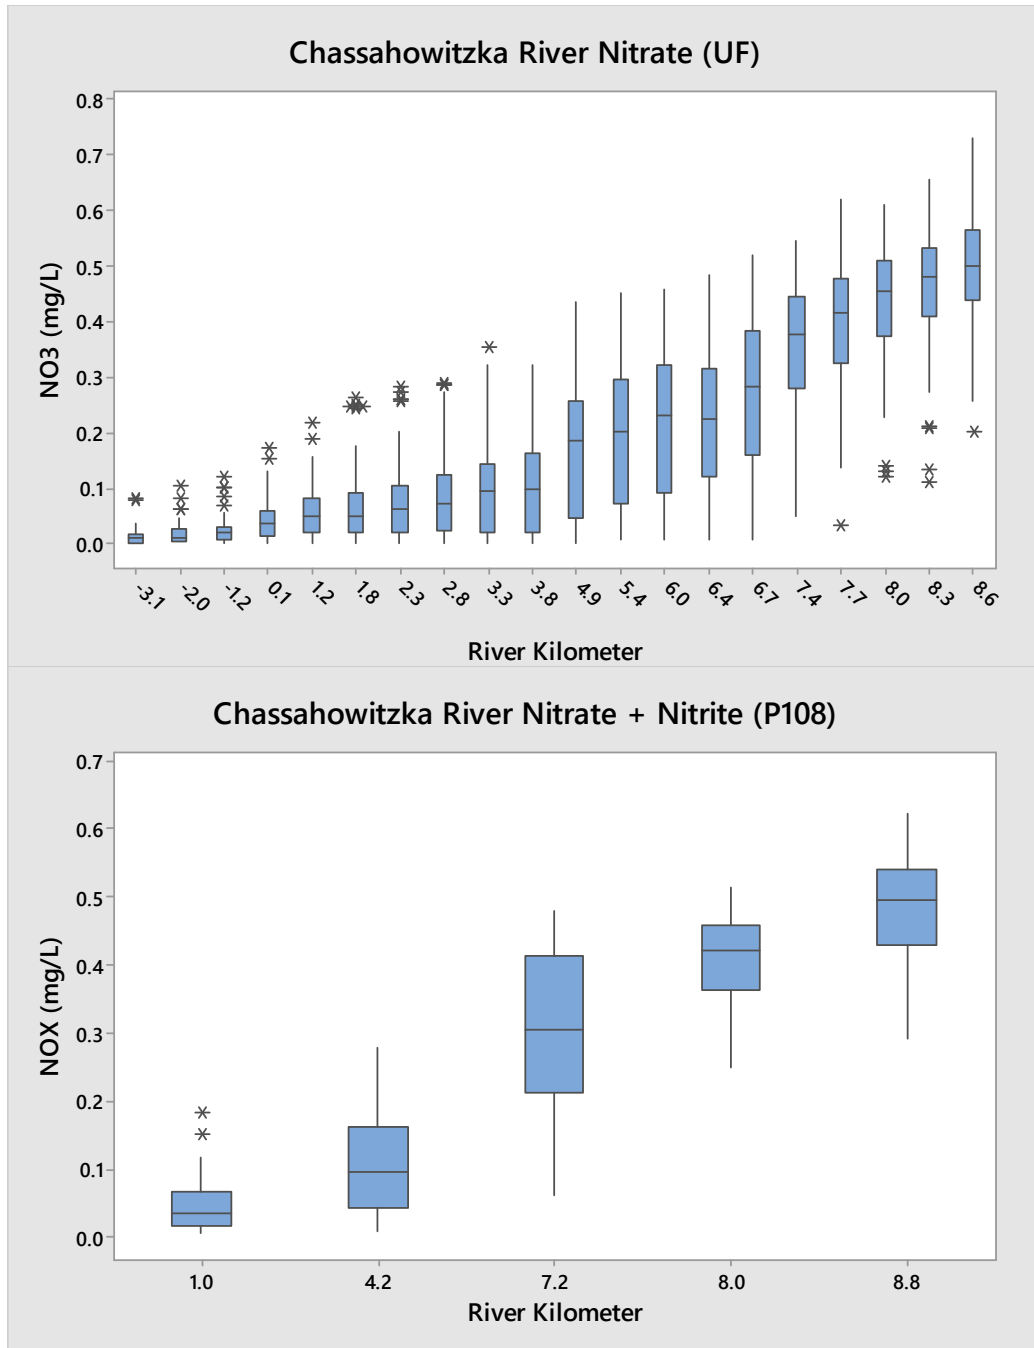 Chassahowitzka River Nitrate (UF)
NO3 (mg/L)
0.8
0.7
0.6
0.5
0.4
0.3
0.2
0.1
0.0
-3.1 -2.0 -1.2 0.1 1.2 1.8 2.3 2.8 3.3 3.8 4.9 5.4 6.0 6.4 6.7 7.4 7.7 8.0 8.3 8.6
River Kilometer
Chassahowitzka River Nitrate + Nitrite (P108)
NOX (mg/L)
0.7
0.6
0.5
0.4
0.3
0.2
0.1
0.0
1.0 4.2 7.2 8.0 8.8
River Kilometer